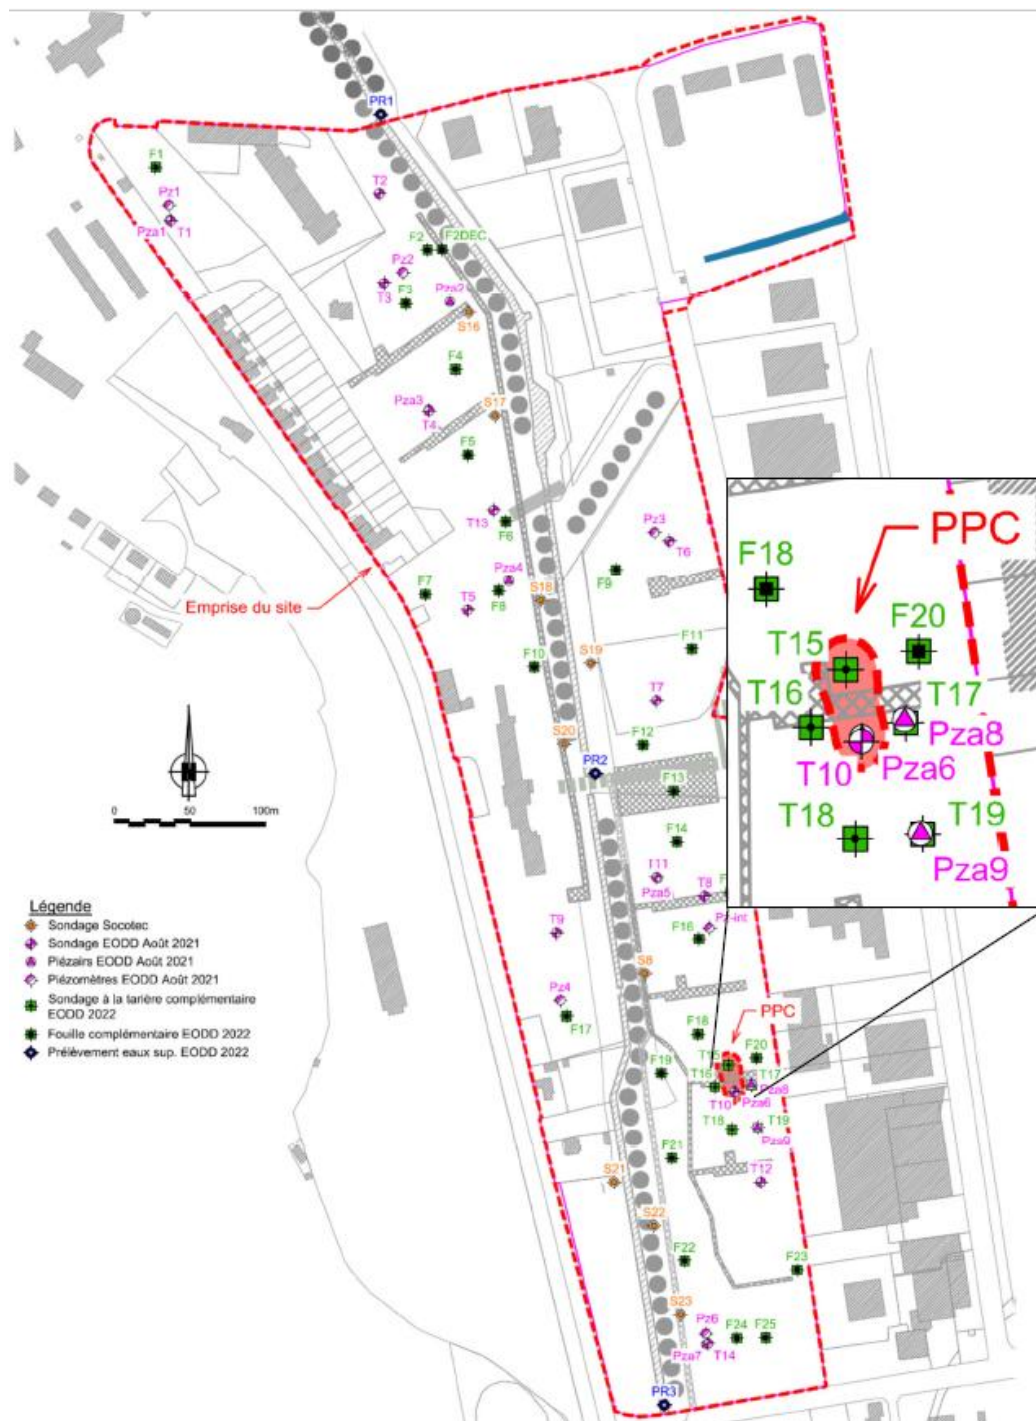 PR1
F1
Pz1
Pza1
T1
T2
F2
F2DEC
Pz2
T3
F3
Pza2
S16
F4
Pza3
T4
S17
F5
T13
F6
Pz3
T6
Emprise du site
F7
T5
Pza4
F8
S18
F9
F10
S19
F11
T7
S20
F12
PR2
F13
F14
T11
Pza5
T8
F
Pz-int
T9
F16
S8
Pz4
F17
F18
PPC
T15
F20
F19
T16
T17
Pza8
T10
Pza6
T18
T19
Pza9
F21
T12
S21
S22
F22
F23
S23
Pz6
Pza7
T14
F24
F25
PR3
PPC
F18
T15
F20
T16
T17
Pza8
T10
Pza6
T18
T19
Pza9
N
0 50 100m
Légende
Sondage Socotec
Sondage EODD Août 2021
Piézairs EODD Août 2021
Piézomètres EODD Août 2021
Sondage à la tarière complémentaire
EODD 2022
Fouille complémentaire EODD 2022
Prélèvement eaux sup. EODD 2022